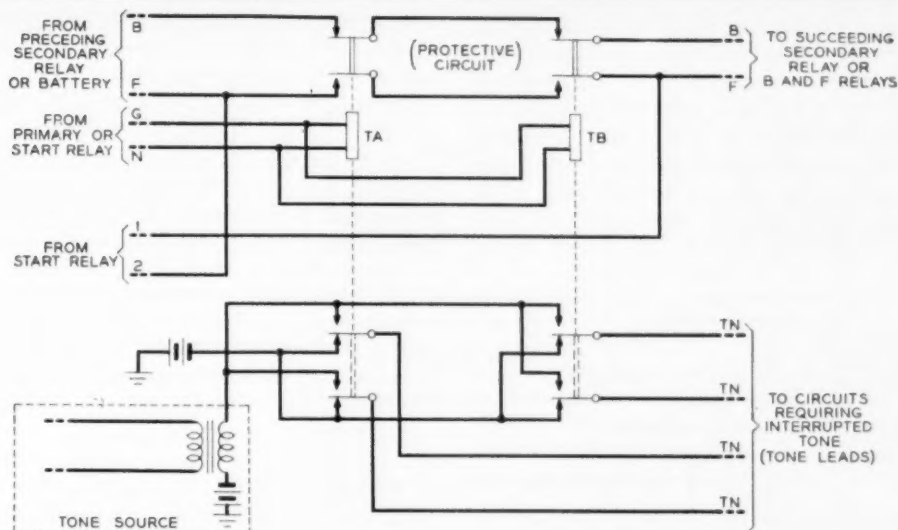 FROM
PRECEDING
SECONDARY
RELAY
OR BATTERY
B
F
FROM
PRIMARY OR
START RELAY
G
N
FROM
START RELAY
1
2
(PROTECTIVE)
CIRCUIT
TA
TB
B
F
TO SUCCEEDING
SECONDARY
RELAY OR
B AND F RELAYS
TN
TN
TN
TN
TO CIRCUITS
REQUIRING
INTERRUPTED
TONE
(TONE LEADS)
TONE SOURCE